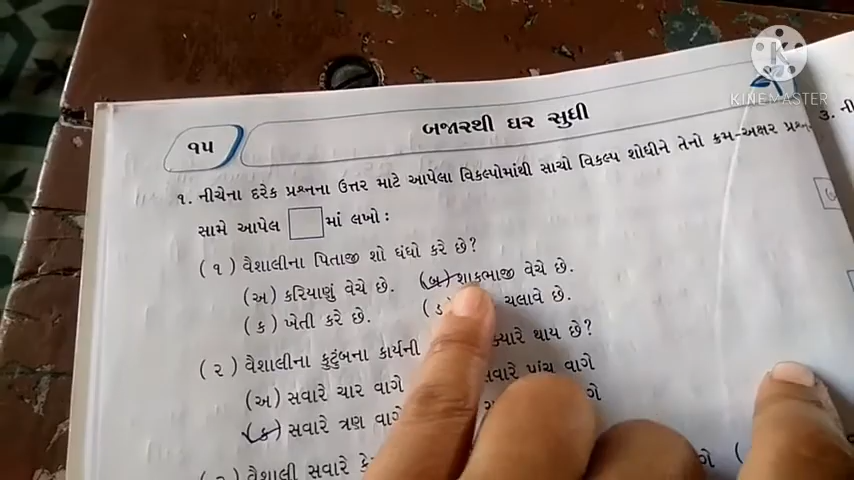 KINEMASTER
૧૫
બજારથી ઘર સુધી
૧. નીચેના દરેક પ્રશ્નના ઉત્તર માટે આપેલા વિકલ્પોમાંથી સાચો વિકલ્પ શોધીને તેનો ક્રમ-અક્ષર પ્રશ્ન
સામે આપેલ માં લખો :
(૧) વૈશાલીના પિતાજી શો ધંધો કરે છે?
(અ) કરિયાણું વેચે છે. (બ) શાકભાજી વેચે છે.
(ક) ખેતી કરે છે. (ડ) ચલાવે છે.
(૨) વૈશાલીના કુટુંબના કાર્યની ક્યારે થાય છે?
(અ) સવારે ચાર વાગે સવારે પાંચ વાગે
(ક) સવારે ત્રણ વાગે
વૈશાલી સવારે
૩. ની